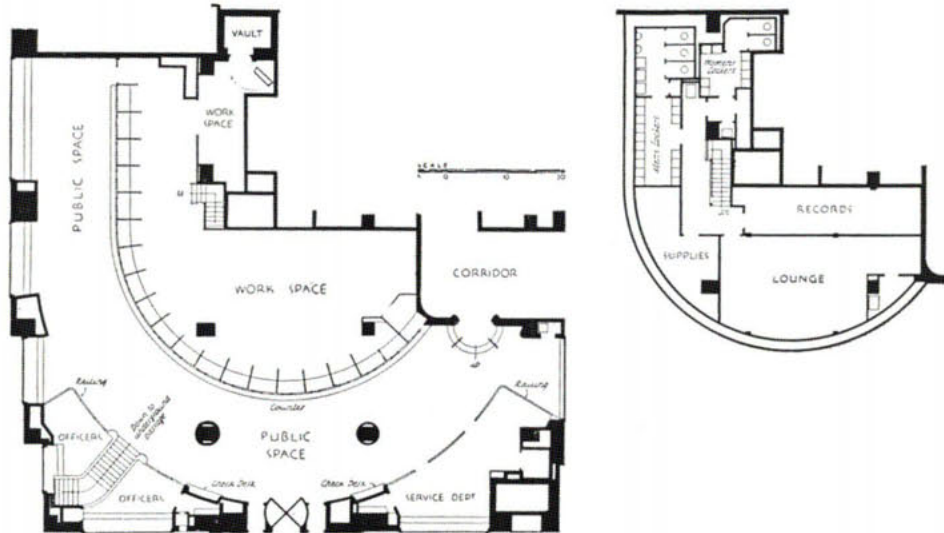 VAULT
WORK
SPACE
PUBLIC SPACE
SCALE
WORK SPACE
CORRIDOR
Railing
Down to
underground
passage
Counter
Railing
OFFICERS
PUBLIC
SPACE
Check Desk
Check Desk
OFFICERS
SERVICE DEPT
Women's
Lockers
Men's Lockers
RECORDS
SUPPLIES
LOUNGE